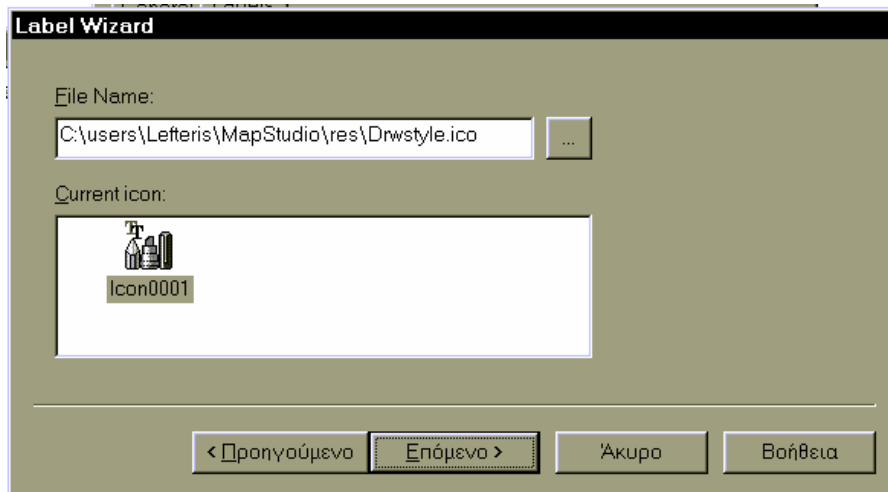 Label Wizard
File Name:
C:\users\Lefteris\MapStudio\res\Drwstyle.ico
...
Current icon:
Icon0001
< Προηγούμενο
Επόμενο >
Άκυρο
Βοήθεια